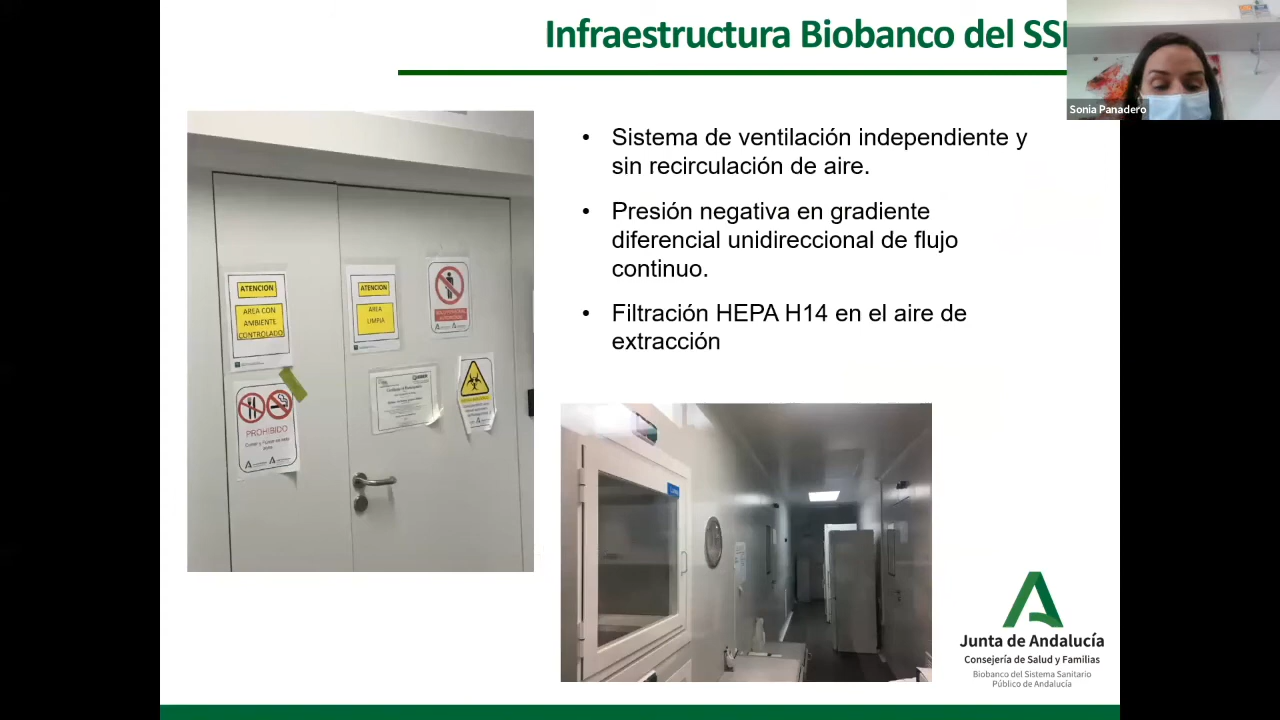 Infraestructura Biobanco del SS
Sonia Panadero
• Sistema de ventilación independiente y
sin recirculación de aire.
• Presión negativa en gradiente
diferencial unidireccional de flujo
continuo.
• Filtración HEPA H14 en el aire de
extracción
ATENCION
AREA CON
AMBIENTE
CONTROLADO
ATENCION
AREA
LIMPIA
PROHIBIDO
Junta de Andalucía
Consejería de Salud y Familias
Biobanco del Sistema Sanitario
Público de Andalucía